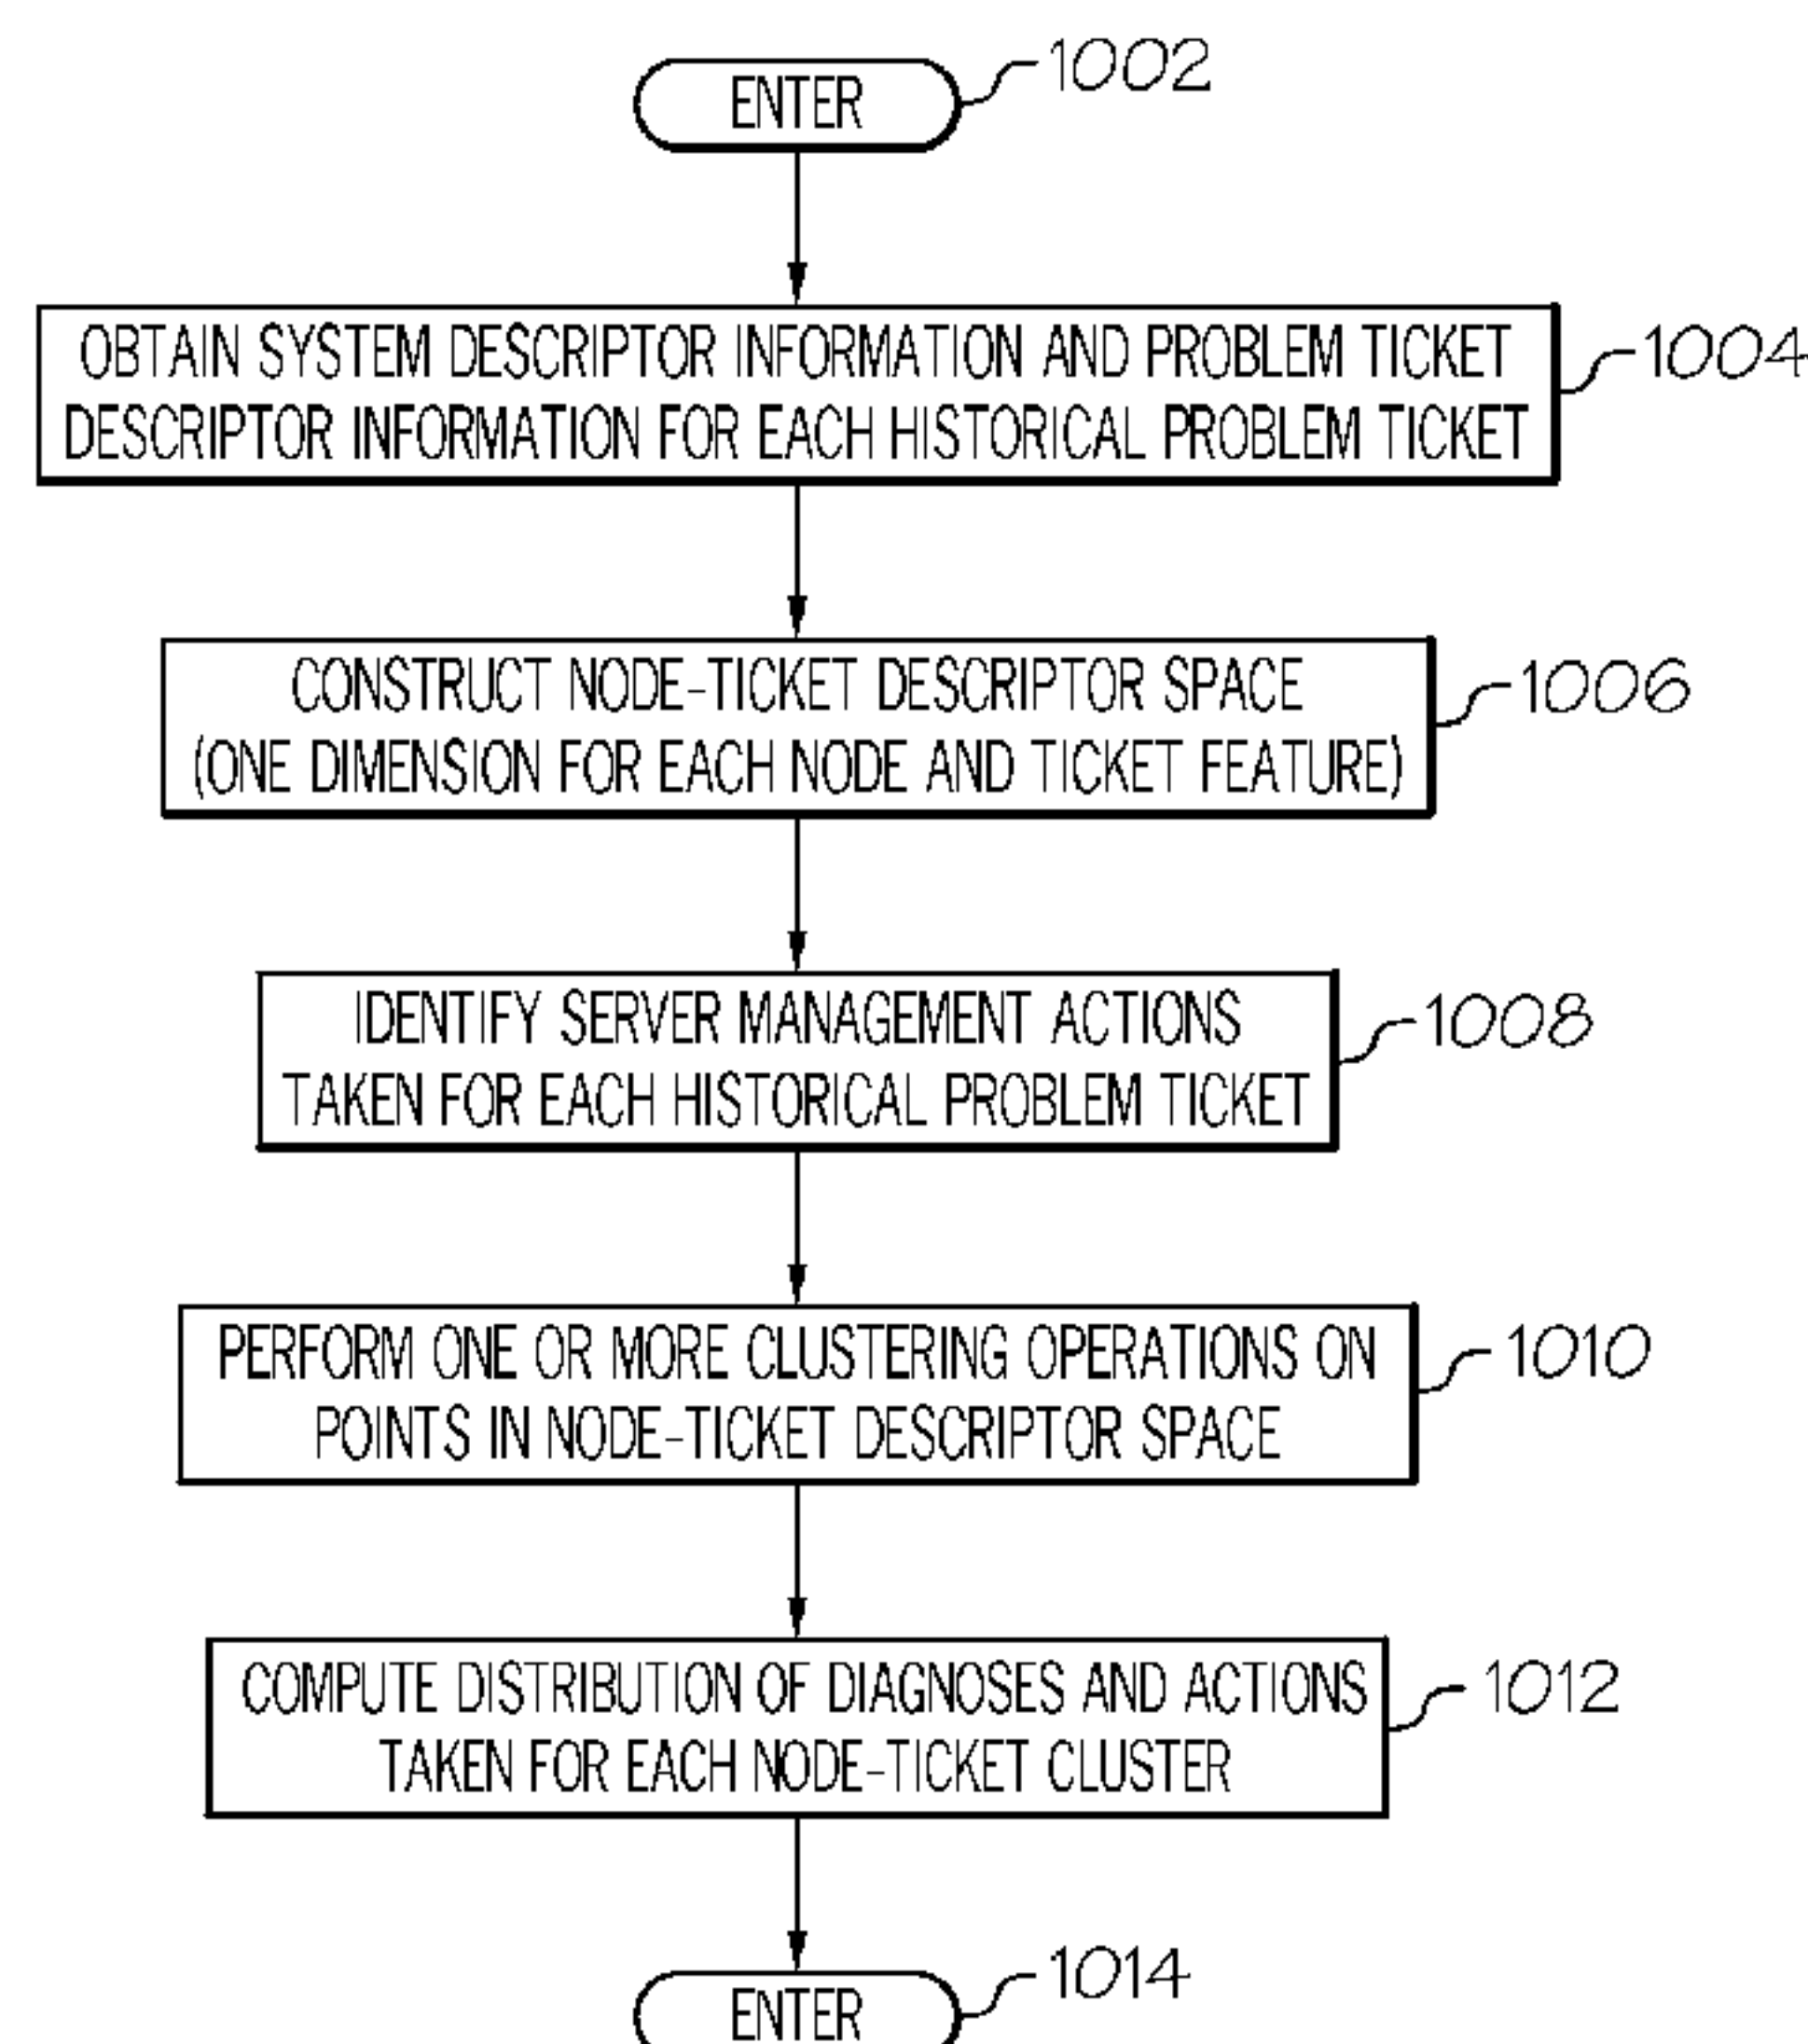 ENTER
1002
OBTAIN SYSTEM DESCRIPTOR INFORMATION AND PROBLEM TICKET
DESCRIPTOR INFORMATION FOR EACH HISTORICAL PROBLEM TICKET
1004
CONSTRUCT NODE-TICKET DESCRIPTOR SPACE
(ONE DIMENSION FOR EACH NODE AND TICKET FEATURE)
1006
IDENTIFY SERVER MANAGEMENT ACTIONS
TAKEN FOR EACH HISTORICAL PROBLEM TICKET
1008
PERFORM ONE OR MORE CLUSTERING OPERATIONS ON
POINTS IN NODE-TICKET DESCRIPTOR SPACE
1010
COMPUTE DISTRIBUTION OF DIAGNOSES AND ACTIONS
TAKEN FOR EACH NODE-TICKET CLUSTER
1012
ENTER
1014